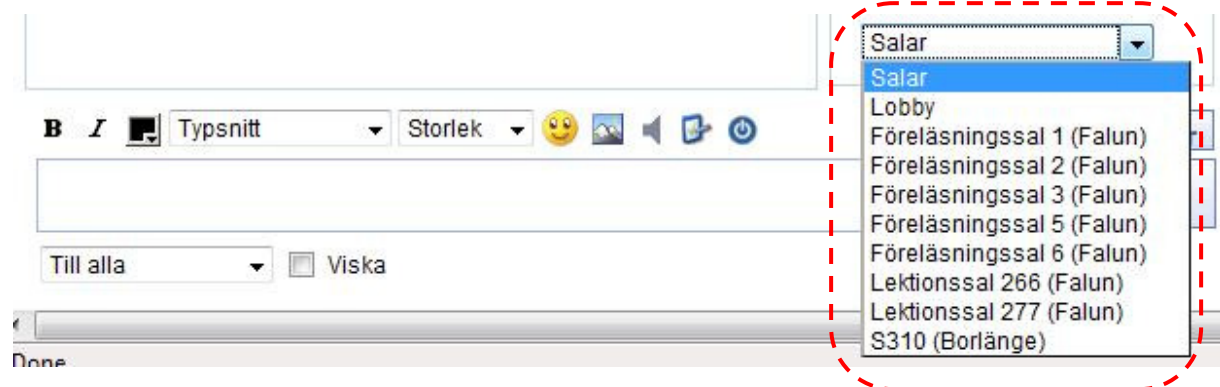 Salar
Salar
Lobby
Föreläsningssal 1 (Falun)
Föreläsningssal 2 (Falun)
Föreläsningssal 3 (Falun)
Föreläsningssal 5 (Falun)
Föreläsningssal 6 (Falun)
Lektionssal 266 (Falun)
Lektionssal 277 (Falun)
S310 (Borlänge)
B I Typsnitt Storlek
Till alla Viska
Done